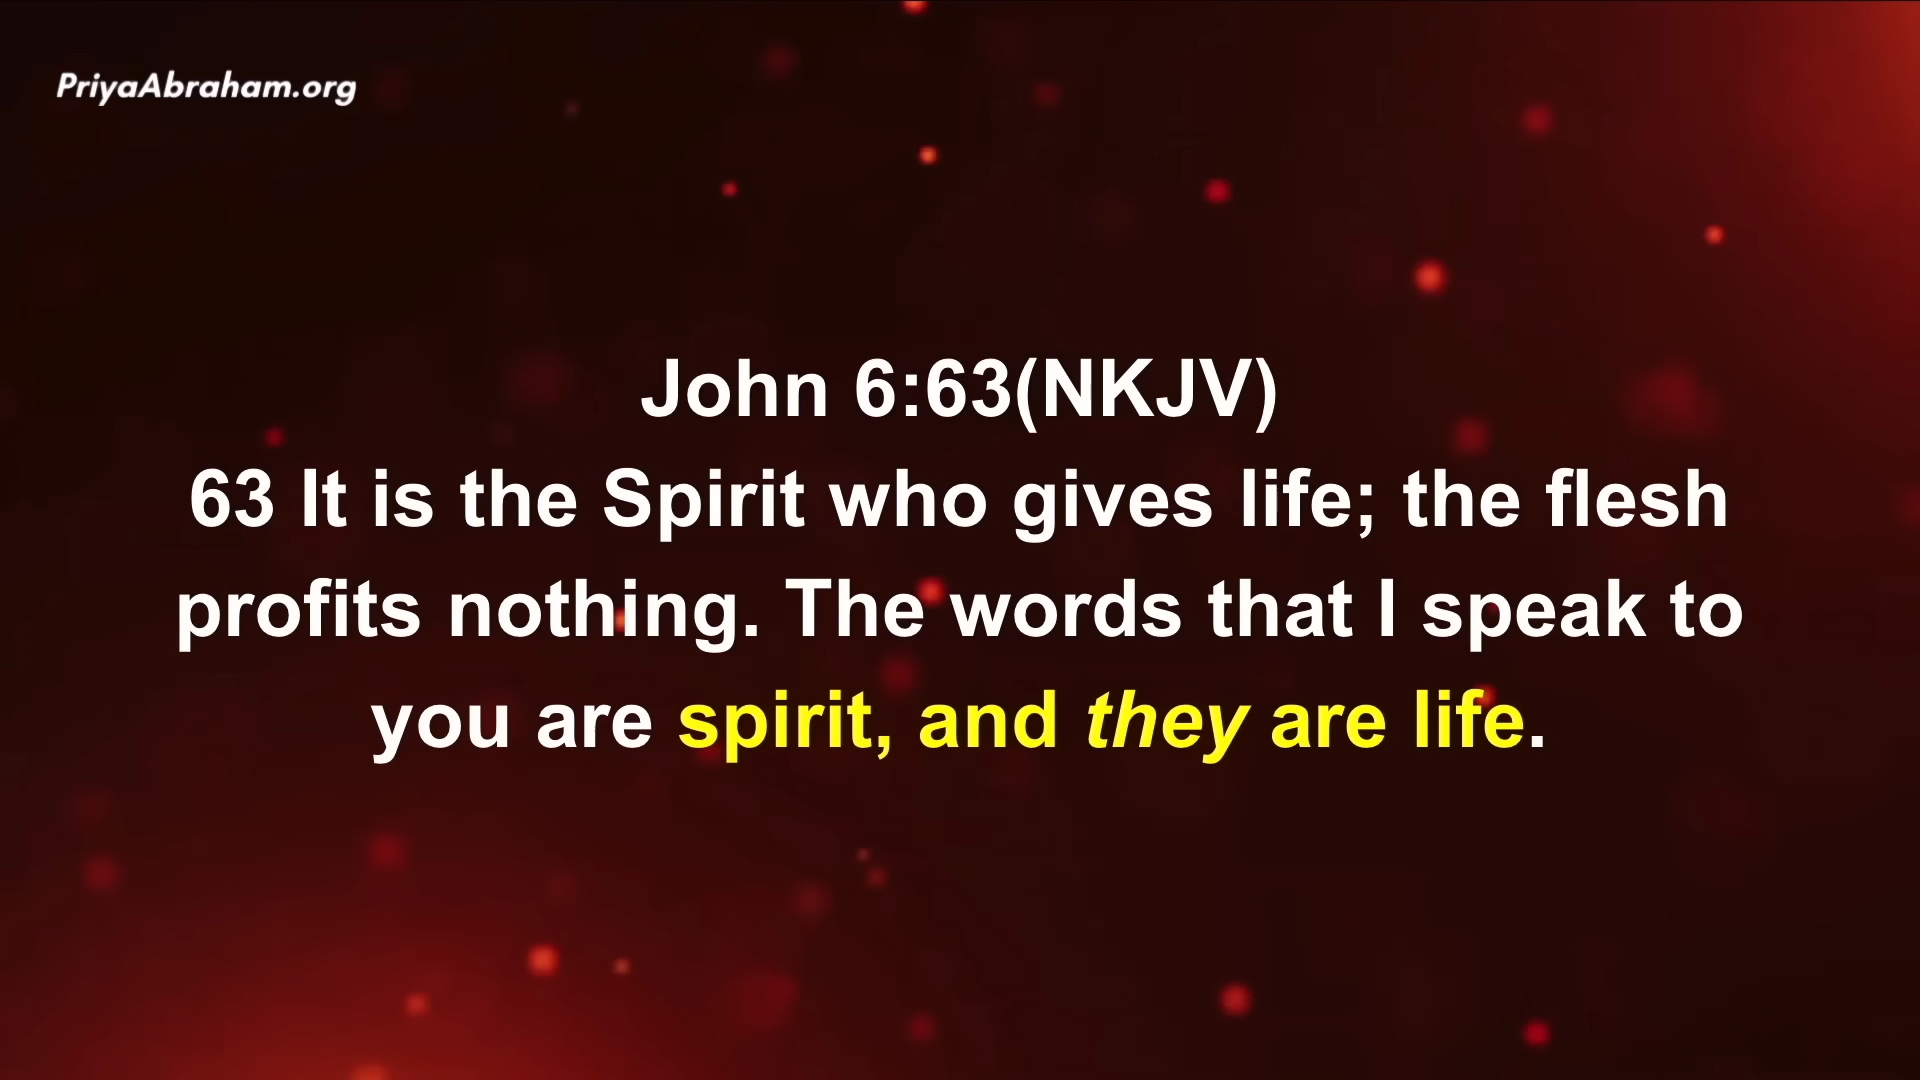 PriyaAbraham.org
John 6:63(NKJV)
63 It is the Spirit who gives life; the flesh
profits nothing. The words that I speak to
you are spirit, and they are life.